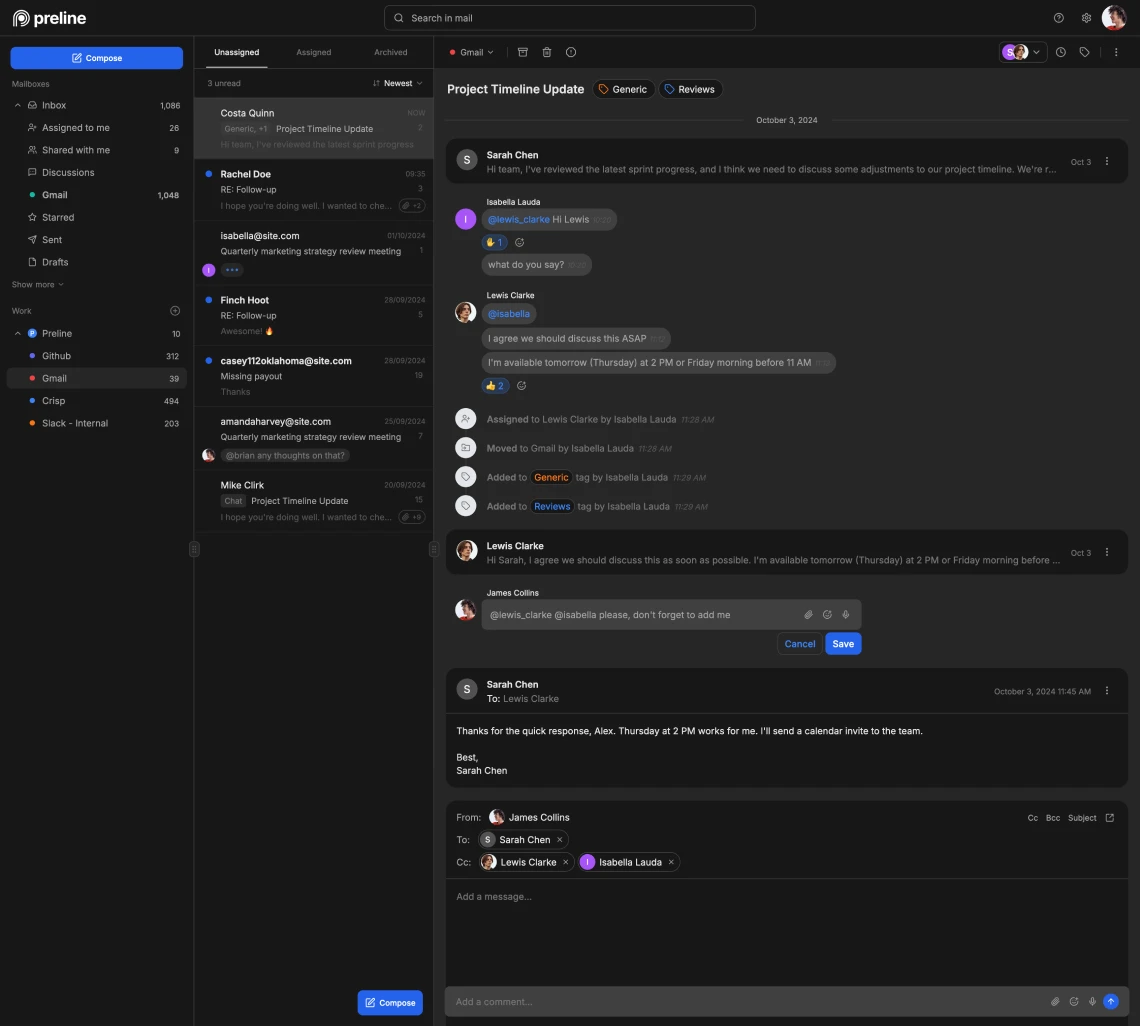 preline
Search in mail
Compose
Mailboxes
Inbox 1,086
Assigned to me 26
Shared with me 9
Discussions
Gmail 1,048
Starred
Sent
Drafts
Show more
Work
P Preline 10
Github 312
Gmail 39
Crisp 494
Slack - Internal 203
Unassigned Assigned Archived
3 unread Newest
Costa Quinn NOW
Generic, +1 Project Timeline Update 2
Hi team, I've reviewed the latest sprint progress
Rachel Doe 09:35
RE: Follow-up 3
I hope you're doing well. I wanted to che... +2
isabella@site.com 01/10/2024
Quarterly marketing strategy review meeting 1
I
Finch Hoot 28/09/2024
RE: Follow-up 5
Awesome! 🔥
casey112oklahoma@site.com 28/09/2024
Missing payout 19
Thanks
amandaharvey@site.com 25/09/2024
Quarterly marketing strategy review meeting 7
@brian any thoughts on that?
Mike Clirk 20/09/2024
Chat Project Timeline Update 15
I hope you're doing well. I wanted to che... +9
Compose
Gmail
S
Project Timeline Update Generic Reviews
October 3, 2024
S Sarah Chen
Hi team, I've reviewed the latest sprint progress, and I think we need to discuss some adjustments to our project timeline. We're r... Oct 3
Isabella Lauda
I @lewis_clarke Hi Lewis
✋ 1
what do you say?
Lewis Clarke
@isabella
I agree we should discuss this ASAP
I'm available tomorrow (Thursday) at 2 PM or Friday morning before 11 AM
👍 2
Assigned to Lewis Clarke by Isabella Lauda 11:28 AM
Moved to Gmail by Isabella Lauda 11:28 AM
Added to Generic tag by Isabella Lauda 11:29 AM
Added to Reviews tag by Isabella Lauda 11:29 AM
Lewis Clarke
Hi Sarah, I agree we should discuss this as soon as possible. I'm available tomorrow (Thursday) at 2 PM or Friday morning before ... Oct 3
James Collins
@lewis_clarke @isabella please, don't forget to add me
Cancel Save
S Sarah Chen
To: Lewis Clarke October 3, 2024 11:45 AM
Thanks for the quick response, Alex. Thursday at 2 PM works for me. I'll send a calendar invite to the team.
Best,
Sarah Chen
From: James Collins Cc Bcc Subject
To: S Sarah Chen ×
Cc: Lewis Clarke × I Isabella Lauda ×
Add a message...
Add a comment...